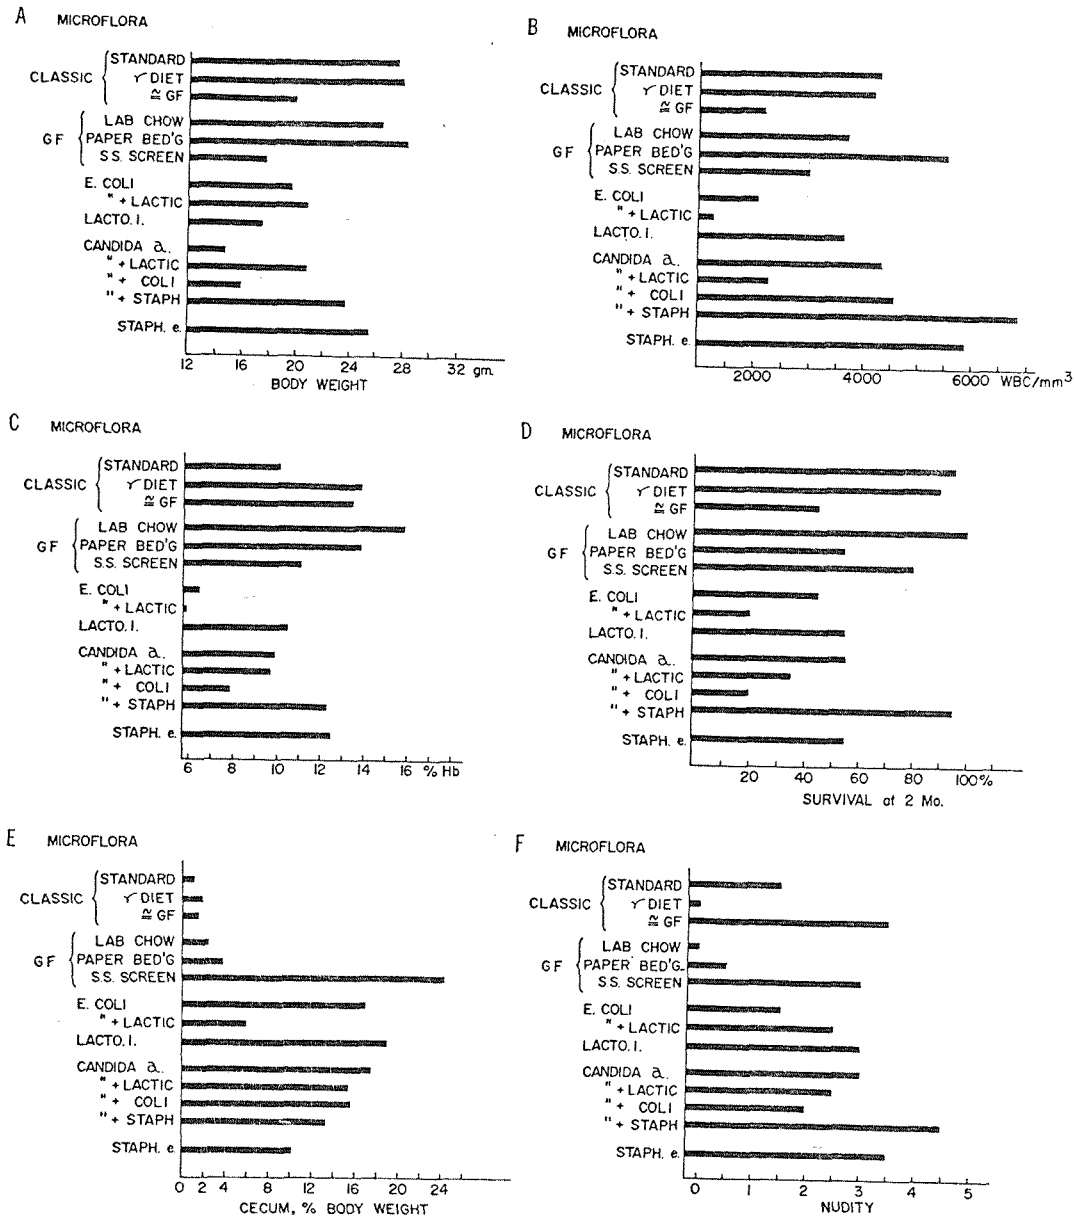 A MICROFLORA
STANDARD
CLASSIC
γ DIET
≅ GF
LAB CHOW
GF
PAPER BED'G
S.S. SCREEN
E. COLI
" + LACTIC
LACTO. I.
CANDIDA a.
" + LACTIC
" + COLI
" + STAPH
STAPH. e.
12 16 20 24 28 32 gm.
BODY WEIGHT
B MICROFLORA
STANDARD
CLASSIC
γ DIET
≅ GF
LAB CHOW
GF
PAPER BED'G
S.S. SCREEN
E. COLI
" + LACTIC
LACTO. I.
CANDIDA a.
" + LACTIC
" + COLI
" + STAPH
STAPH. e.
2000 4000 6000 WBC/mm3
C MICROFLORA
STANDARD
CLASSIC
γ DIET
≅ GF
LAB CHOW
GF
PAPER BED'G
S.S. SCREEN
E. COLI
" + LACTIC
LACTO. I.
CANDIDA a.
" + LACTIC
" + COLI
" + STAPH
STAPH. e.
6 8 10 12 14 16 % Hb
D MICROFLORA
STANDARD
CLASSIC
γ DIET
≅ GF
LAB CHOW
GF
PAPER BED'G
S.S. SCREEN
E. COLI
" + LACTIC
LACTO. I.
CANDIDA a.
" + LACTIC
" + COLI
" + STAPH
STAPH. e.
20 40 60 80 100%
SURVIVAL at 2 Mo.
E MICROFLORA
STANDARD
CLASSIC
γ DIET
≅ GF
LAB CHOW
GF
PAPER BED'G
S.S. SCREEN
E. COLI
" + LACTIC
LACTO. I.
CANDIDA a.
" + LACTIC
" + COLI
" + STAPH
STAPH. e.
0 2 4 8 12 16 20 24
CECUM, % BODY WEIGHT
F MICROFLORA
STANDARD
CLASSIC
γ DIET
≅ GF
LAB CHOW
GF
PAPER BED'G
S.S. SCREEN
E. COLI
" + LACTIC
LACTO. I.
CANDIDA a.
" + LACTIC
" + COLI
" + STAPH
STAPH. e.
0 1 2 3 4 5
NUDITY